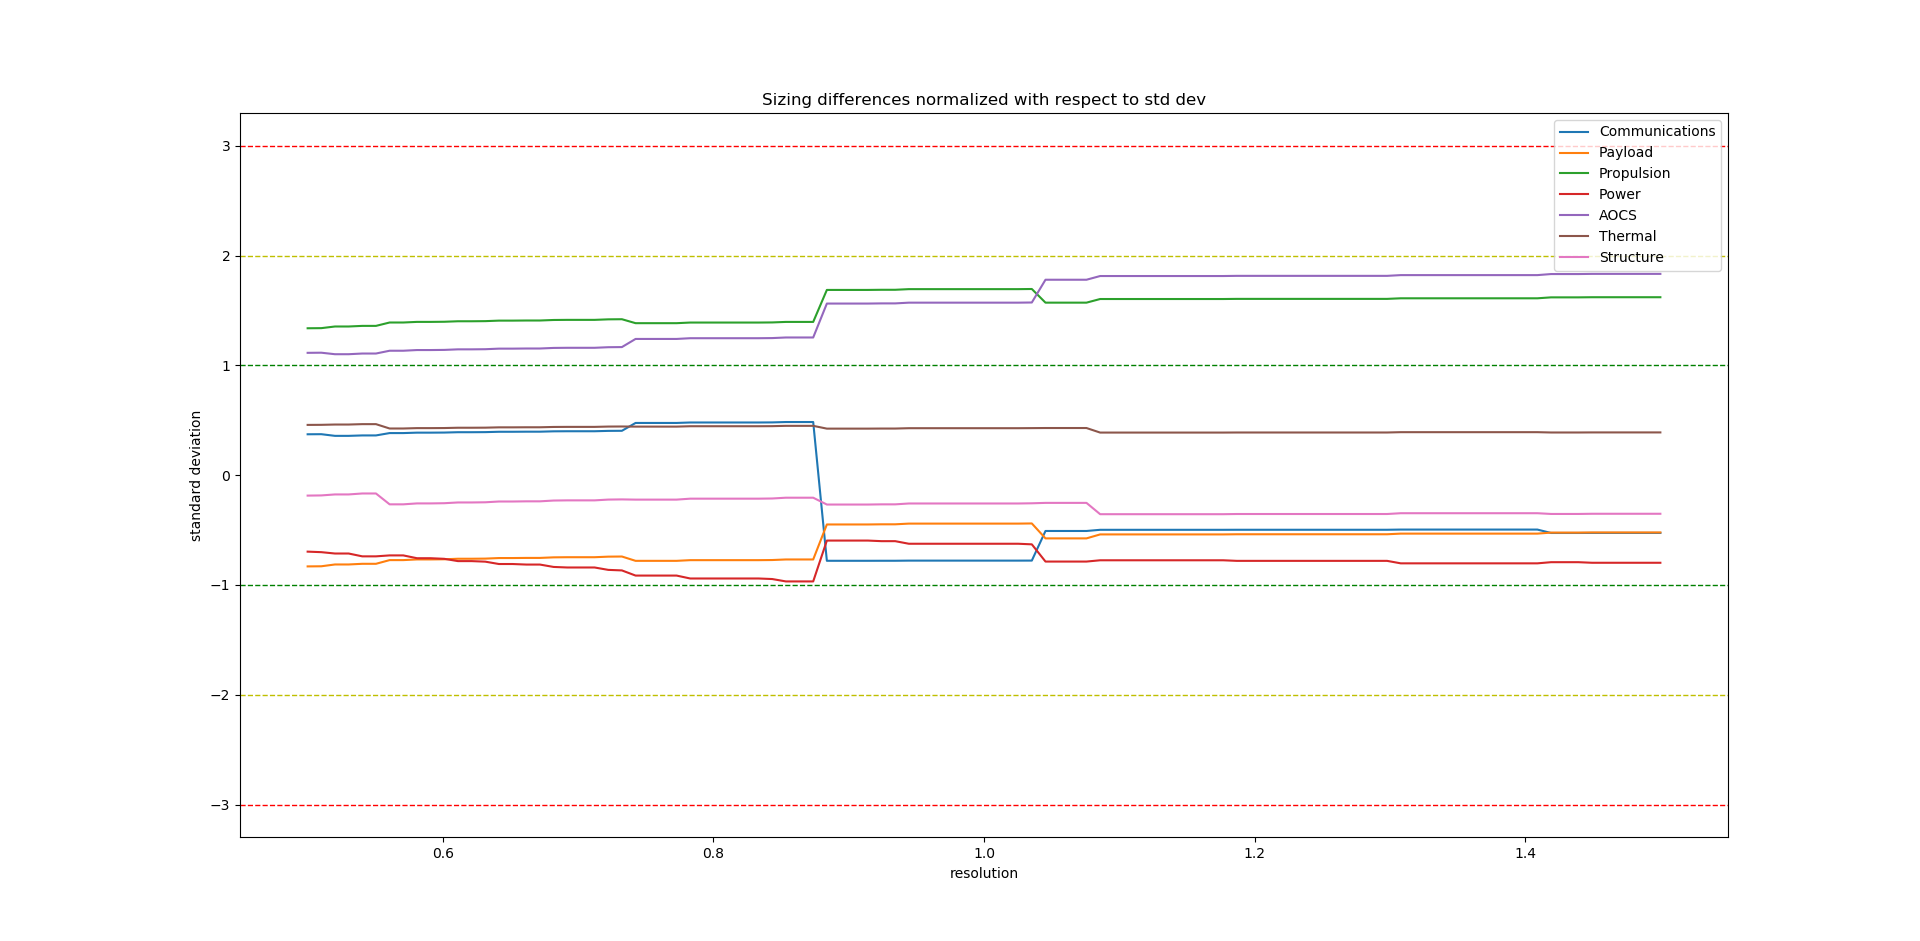 Sizing differences normalized with respect to std dev
3
2
1
0
−1
−2
−3
standard deviation
Communications
Payload
Propulsion
Power
AOCS
Thermal
Structure
0.6 0.8 1.0 1.2 1.4
resolution